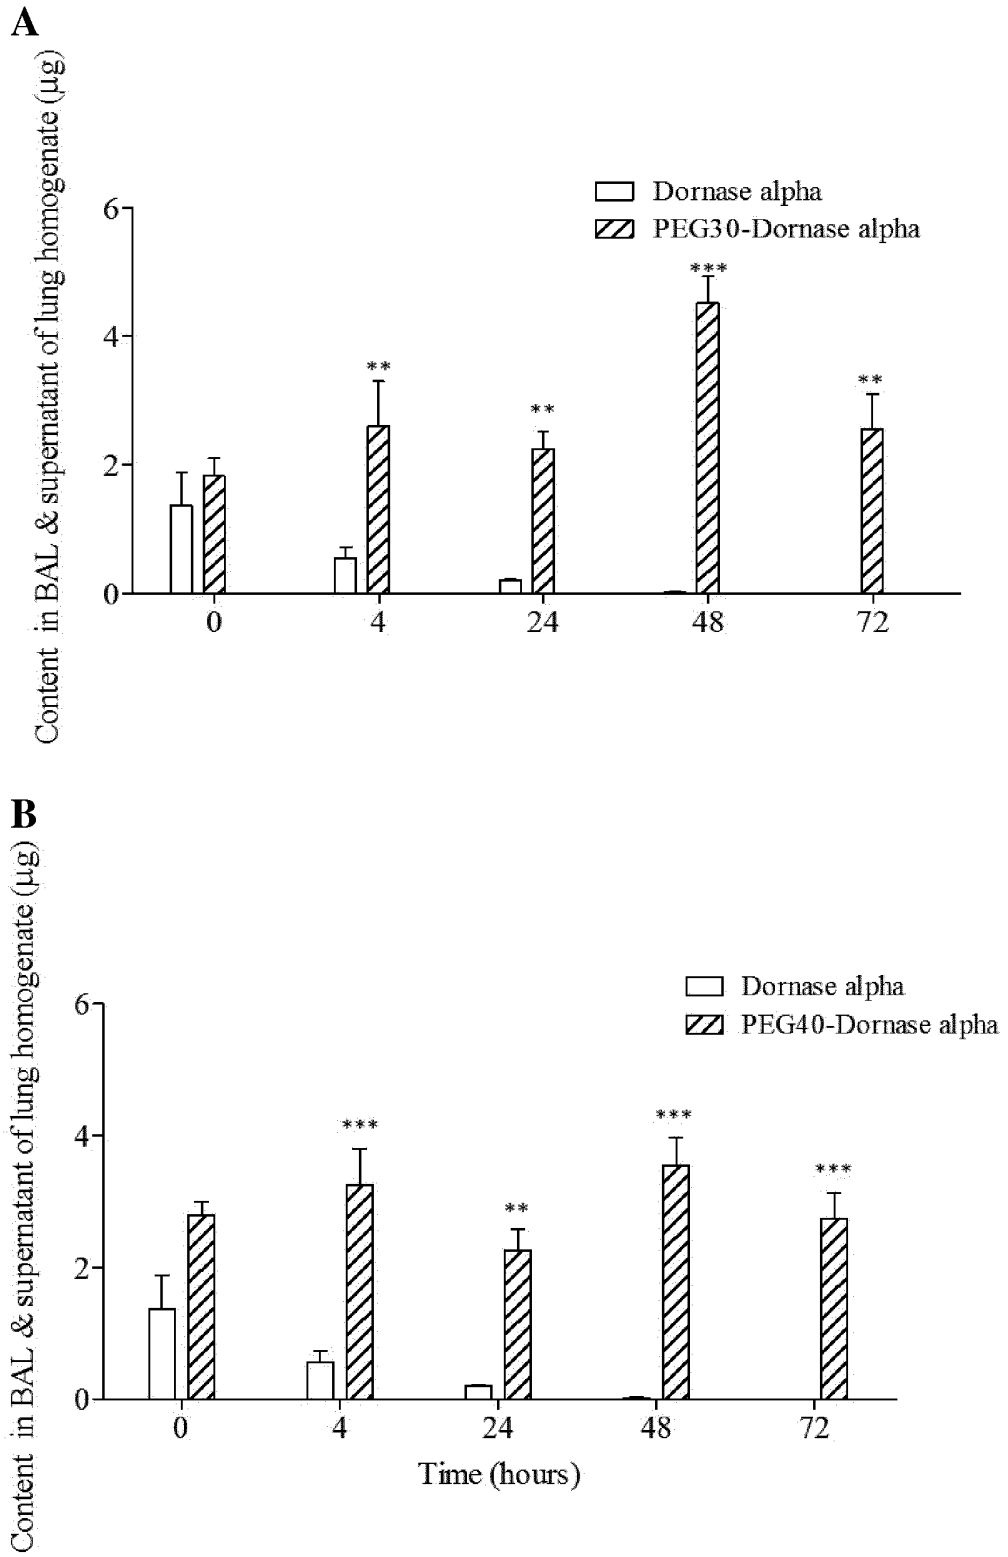 A
Content in BAL & supernatant of lung homogenate (µg)
Dornase alpha
PEG30-Dornase alpha
6
4
2
0
***
**
**
**
0 4 24 48 72
B
Content in BAL & supernatant of lung homogenate (µg)
Dornase alpha
PEG40-Dornase alpha
6
4
2
0
***
***
***
**
0 4 24 48 72
Time (hours)